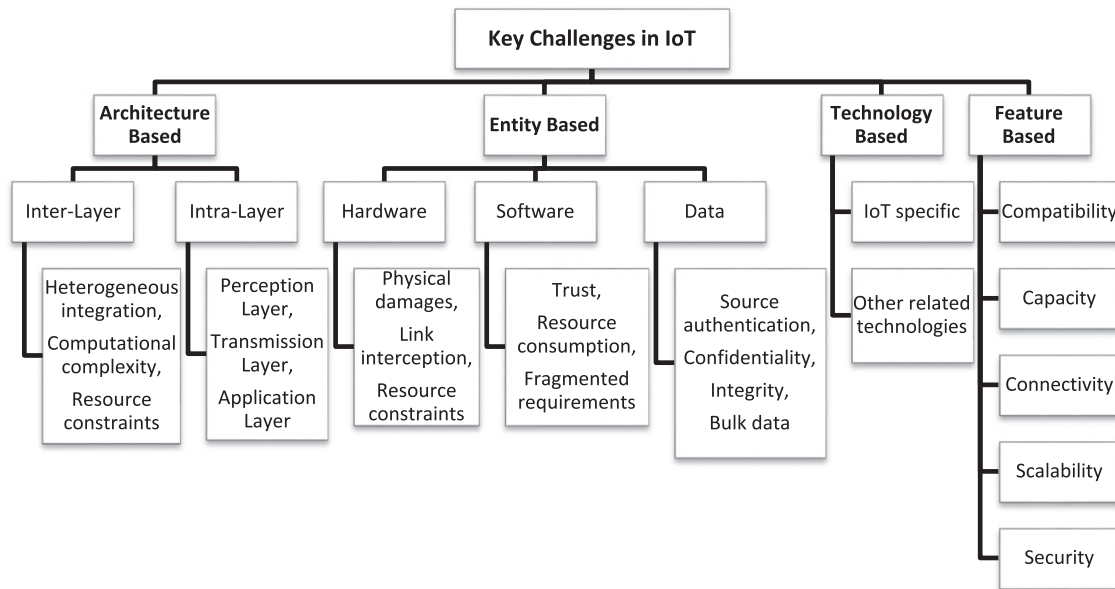 Key Challenges in IoT
Architecture
Based
Entity Based
Technology
Based
Feature
Based
Inter-Layer
Intra-Layer
Hardware
Software
Data
IoT specific
Compatibility
Heterogeneous
integration,
Computational
complexity,
Resource
constraints
Perception
Layer,
Transmission
Layer,
Application
Layer
Physical
damages,
Link
interception,
Resource
constraints
Trust,
Resource
consumption,
Fragmented
requirements
Source
authentication,
Confidentiality,
Integrity,
Bulk data
Other related
technologies
Capacity
Connectivity
Scalability
Security